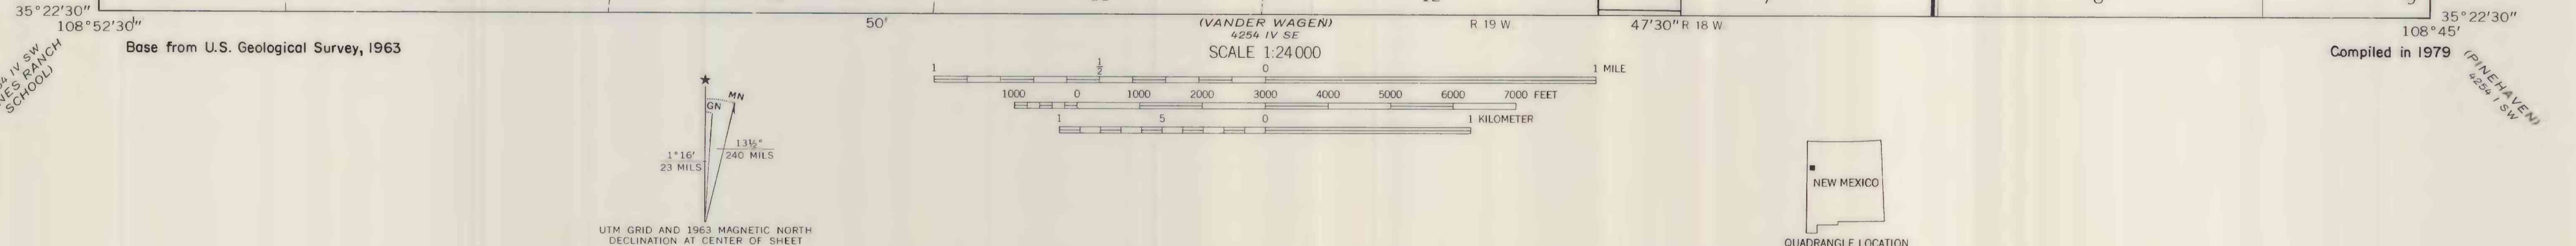 35°22'30"
108°52'30"
50'
(VANDER WAGEN)
4254 IV SE
R 19 W
47'30" R 18 W
35°22'30"
108°45'
IV SW
RANCH
SCHOOL)
Base from U.S. Geological Survey, 1963
SCALE 1:24 000
Compiled in 1979
(PINEHAVEN)
4254 I SW
1 1/2 0 1 MILE
1000 0 1000 2000 3000 4000 5000 6000 7000 FEET
1 5 0 1 KILOMETER
★
GN MN
1°16'
23 MILS
13½°
240 MILS
UTM GRID AND 1963 MAGNETIC NORTH
DECLINATION AT CENTER OF SHEET
NEW MEXICO
QUADRANGLE LOCATION